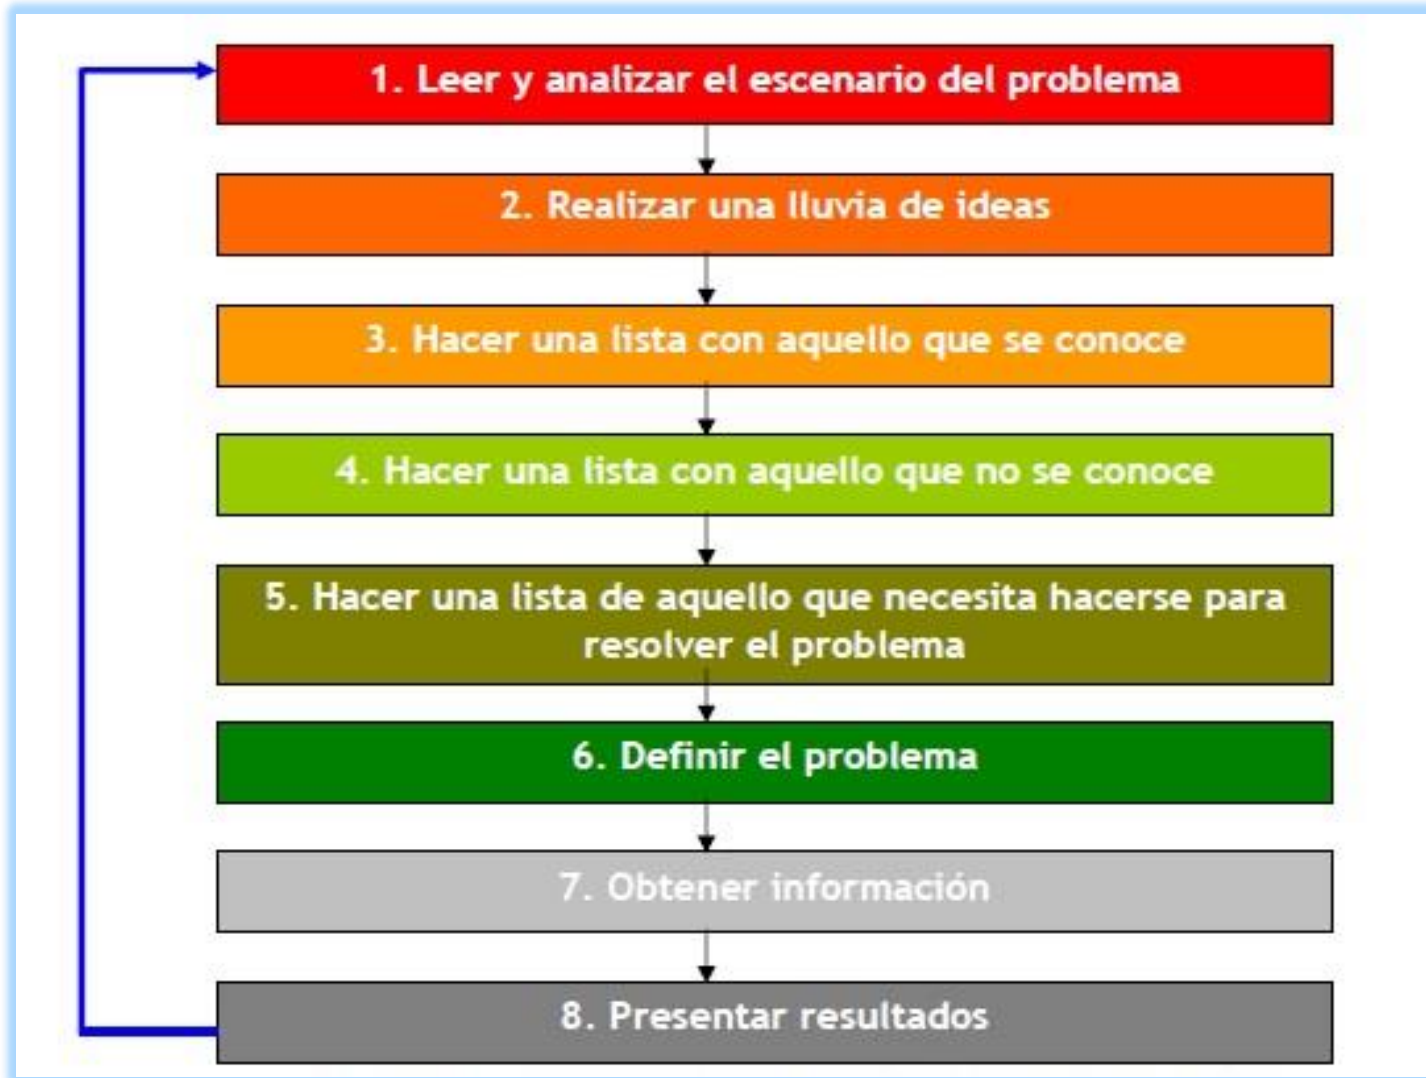 1. Leer y analizar el escenario del problema
2. Realizar una lluvia de ideas
3. Hacer una lista con aquello que se conoce
4. Hacer una lista con aquello que no se conoce
5. Hacer una lista de aquello que necesita hacerse para
resolver el problema
6. Definir el problema
7. Obtener información
8. Presentar resultados